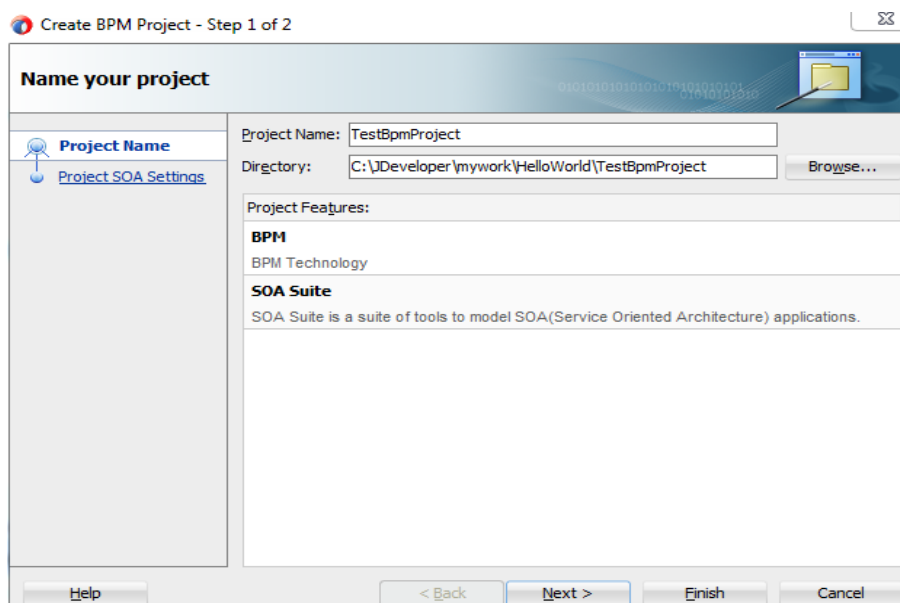 Create BPM Project - Step 1 of 2
Name your project
Project Name
Project SOA Settings
Project Name: TestBpmProject
Directory: C:\JDeveloper\mywork\HelloWorld\TestBpmProject Browse...
Project Features:
BPM
BPM Technology
SOA Suite
SOA Suite is a suite of tools to model SOA(Service Oriented Architecture) applications.
Help < Back Next > Finish Cancel